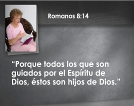 Romanos 8:14
“Porque todos los que son
guiados por el Espíritu de
Dios, éstos son hijos de Dios.”